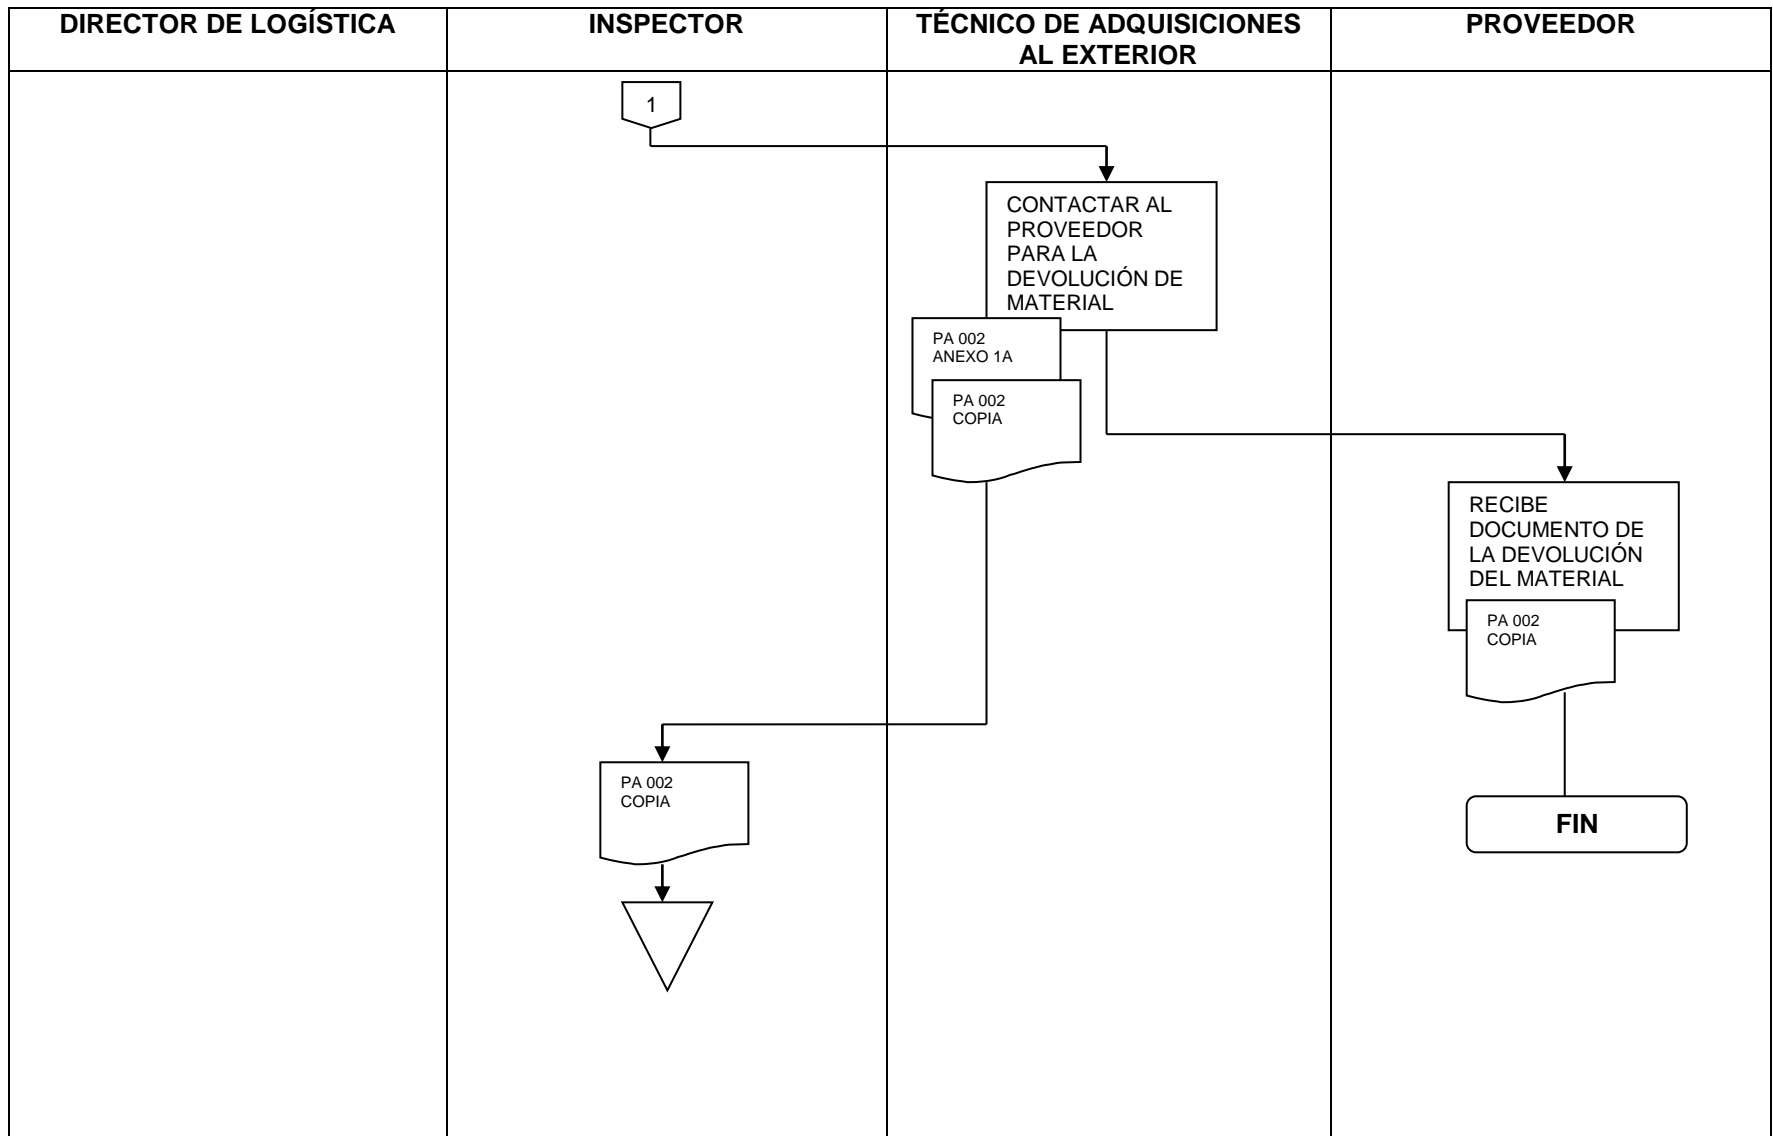 DIRECTOR DE LOGÍSTICA
INSPECTOR
TÉCNICO DE ADQUISICIONES
AL EXTERIOR
PROVEEDOR
1
CONTACTAR AL
PROVEEDOR
PARA LA
DEVOLUCIÓN DE
MATERIAL
PA 002
ANEXO 1A
PA 002
COPIA
RECIBE
DOCUMENTO DE
LA DEVOLUCIÓN
DEL MATERIAL
PA 002
COPIA
PA 002
COPIA
FIN